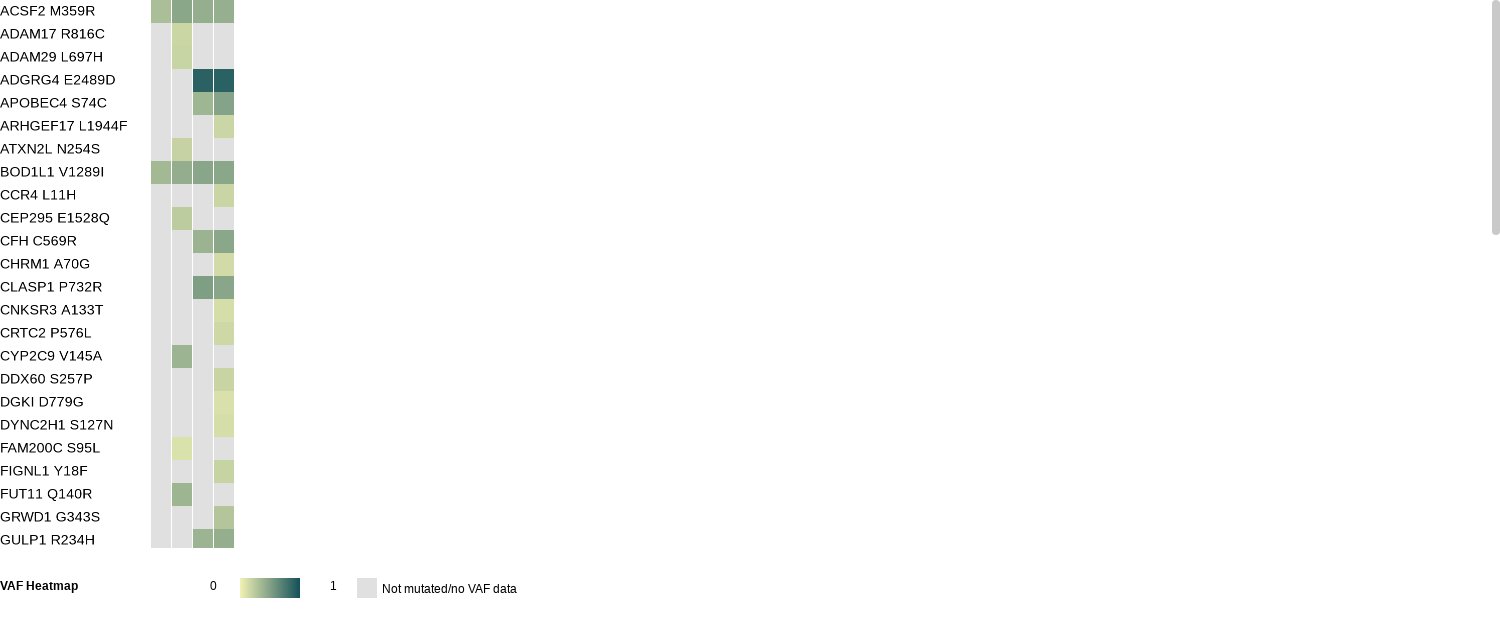 ACSF2 M359R
ADAM17 R816C
ADAM29 L697H
ADGRG4 E2489D
APOBEC4 S74C
ARHGEF17 L1944F
ATXN2L N254S
BOD1L1 V1289I
CCR4 L11H
CEP295 E1528Q
CFH C569R
CHRM1 A70G
CLASP1 P732R
CNKSR3 A133T
CRTC2 P576L
CYP2C9 V145A
DDX60 S257P
DGKI D779G
DYNC2H1 S127N
FAM200C S95L
FIGNL1 Y18F
FUT11 Q140R
GRWD1 G343S
GULP1 R234H
VAF Heatmap 0 1 Not mutated/no VAF data